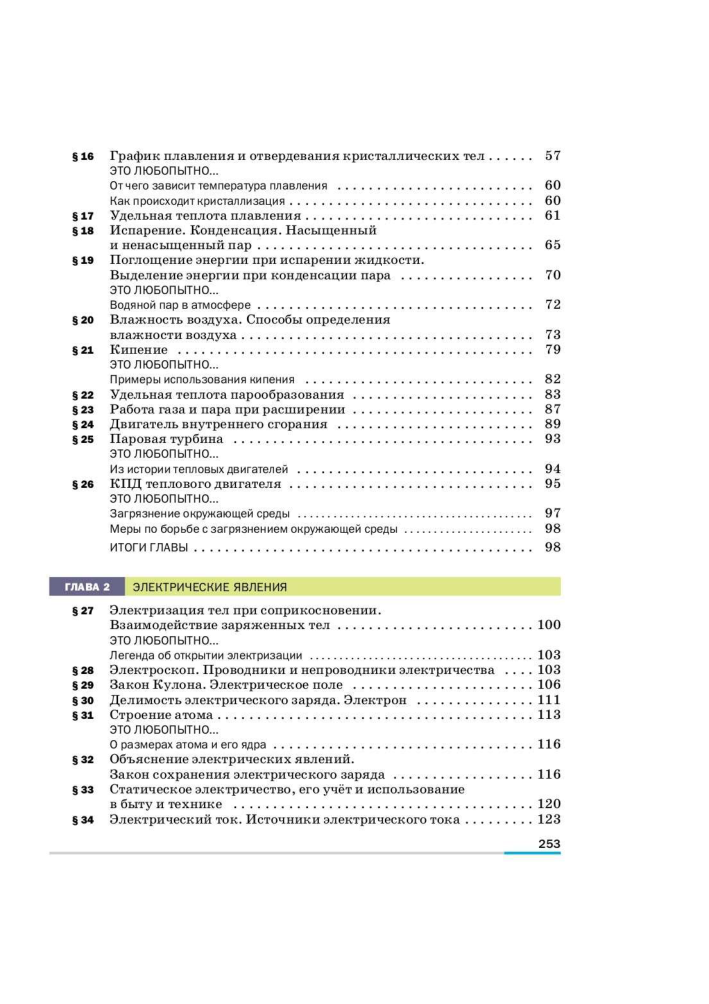 § 16 График плавления и отвердевания кристаллических тел . . . . . . 57
ЭТО ЛЮБОПЫТНО...
От чего зависит температура плавления . . . . . . . . . . . . . . . . . . . . . . . . . 60
Как происходит кристаллизация . . . . . . . . . . . . . . . . . . . . . . . . . . . . . . . 60
§ 17 Удельная теплота плавления . . . . . . . . . . . . . . . . . . . . . . . . . . . . . 61
§ 18 Испарение. Конденсация. Насыщенный
и ненасыщенный пар . . . . . . . . . . . . . . . . . . . . . . . . . . . . . . . . . . . 65
§ 19 Поглощение энергии при испарении жидкости.
Выделение энергии при конденсации пара . . . . . . . . . . . . . . . . . 70
ЭТО ЛЮБОПЫТНО...
Водяной пар в атмосфере . . . . . . . . . . . . . . . . . . . . . . . . . . . . . . . . . . . 72
§ 20 Влажность воздуха. Способы определения
влажности воздуха . . . . . . . . . . . . . . . . . . . . . . . . . . . . . . . . . . . . . 73
§ 21 Кипение . . . . . . . . . . . . . . . . . . . . . . . . . . . . . . . . . . . . . . . . . . . . . 79
ЭТО ЛЮБОПЫТНО...
Примеры использования кипения . . . . . . . . . . . . . . . . . . . . . . . . . . . . . 82
§ 22 Удельная теплота парообразования . . . . . . . . . . . . . . . . . . . . . . . 83
§ 23 Работа газа и пара при расширении . . . . . . . . . . . . . . . . . . . . . . . 87
§ 24 Двигатель внутреннего сгорания . . . . . . . . . . . . . . . . . . . . . . . . . 89
§ 25 Паровая турбина . . . . . . . . . . . . . . . . . . . . . . . . . . . . . . . . . . . . . . 93
ЭТО ЛЮБОПЫТНО...
Из истории тепловых двигателей . . . . . . . . . . . . . . . . . . . . . . . . . . . . . . 94
§ 26 КПД теплового двигателя . . . . . . . . . . . . . . . . . . . . . . . . . . . . . . . 95
ЭТО ЛЮБОПЫТНО...
Загрязнение окружающей среды . . . . . . . . . . . . . . . . . . . . . . . . . . . . . . 97
Меры по борьбе с загрязнением окружающей среды . . . . . . . . . . . . . . . . . . . . . . 98
ИТОГИ ГЛАВЫ . . . . . . . . . . . . . . . . . . . . . . . . . . . . . . . . . . . . . . . . . . . 98
ГЛАВА 2 ЭЛЕКТРИЧЕСКИЕ ЯВЛЕНИЯ
§ 27 Электризация тел при соприкосновении.
Взаимодействие заряженных тел . . . . . . . . . . . . . . . . . . . . . . . . . 100
ЭТО ЛЮБОПЫТНО...
Легенда об открытии электризации . . . . . . . . . . . . . . . . . . . . . . . . . . . . 103
§ 28 Электроскоп. Проводники и непроводники электричества . . . . 103
§ 29 Закон Кулона. Электрическое поле . . . . . . . . . . . . . . . . . . . . . . . 106
§ 30 Делимость электрического заряда. Электрон . . . . . . . . . . . . . . . 111
§ 31 Строение атома . . . . . . . . . . . . . . . . . . . . . . . . . . . . . . . . . . . . . . . . 113
ЭТО ЛЮБОПЫТНО...
О размерах атома и его ядра . . . . . . . . . . . . . . . . . . . . . . . . . . . . . . . . . 116
§ 32 Объяснение электрических явлений.
Закон сохранения электрического заряда . . . . . . . . . . . . . . . . . . 116
§ 33 Статическое электричество, его учёт и использование
в быту и технике . . . . . . . . . . . . . . . . . . . . . . . . . . . . . . . . . . . . . . 120
§ 34 Электрический ток. Источники электрического тока . . . . . . . . . 123
253